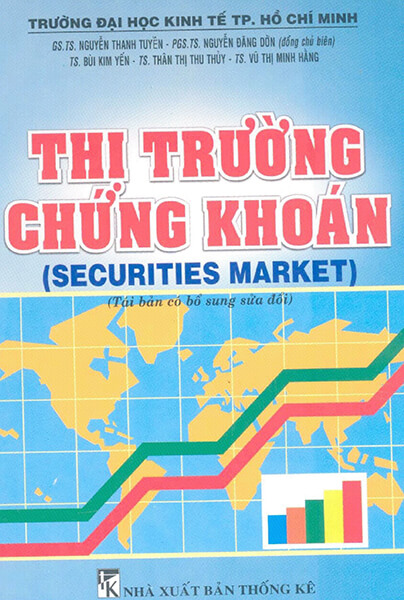 TRƯỜNG ĐẠI HỌC KINH TẾ TP. HỒ CHÍ MINH
GS.TS. NGUYỄN THANH TUYỀN - PGS.TS. NGUYỄN ĐĂNG DỜN (đồng chủ biên)
TS. BÙI KIM YẾN - TS. THÂN THỊ THU THỦY - TS. VŨ THỊ MINH HẰNG
THỊ TRƯỜNG
CHỨNG KHOÁN
(SECURITIES MARKET)
(Tái bản có bổ sung sửa đổi)
TK NHÀ XUẤT BẢN THỐNG KÊ